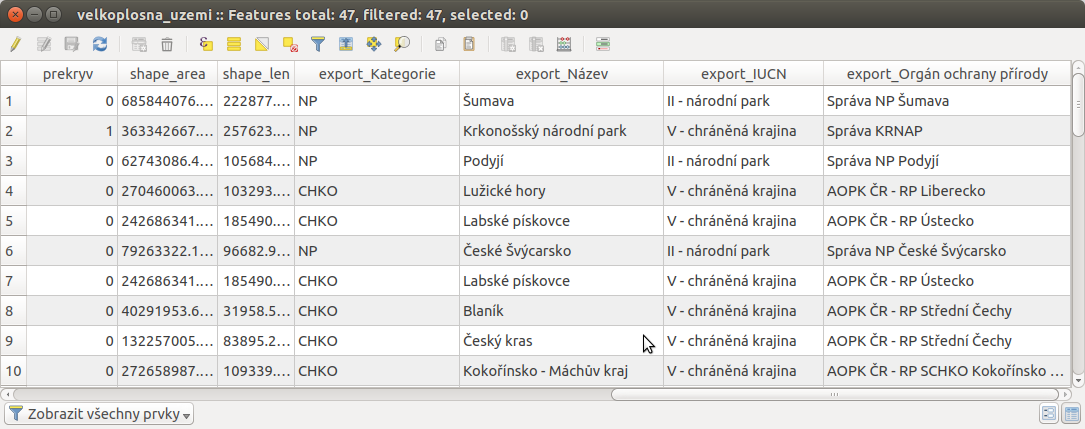 velkoplosna_uzemi :: Features total: 47, filtered: 47, selected: 0
prekryv shape_area shape_len export_Kategorie export_Název export_IUCN export_Orgán ochrany přírody
1 0 685844076.… 222877.… NP Šumava II - národní park Správa NP Šumava
2 1 363342667.… 257623.… NP Krkonošský národní park V - chráněná krajina Správa KRNAP
3 0 62743086.4… 105684.… NP Podyjí II - národní park Správa NP Podyjí
4 0 270460063.… 103293.… CHKO Lužické hory V - chráněná krajina AOPK ČR - RP Liberecko
5 0 242686341.… 185490.… CHKO Labské pískovce V - chráněná krajina AOPK ČR - RP Ústecko
6 0 79263322.1… 96682.9… NP České Švýcarsko II - národní park Správa NP České Švýcarsko
7 0 242686341.… 185490.… CHKO Labské pískovce V - chráněná krajina AOPK ČR - RP Ústecko
8 0 40291953.6… 31958.5… CHKO Blaník V - chráněná krajina AOPK ČR - RP Střední Čechy
9 0 132257005.… 83895.2… CHKO Český kras V - chráněná krajina AOPK ČR - RP Střední Čechy
10 0 272658987.… 109339.… CHKO Kokořínsko - Máchův kraj V - chráněná krajina AOPK ČR - RP SCHKO Kokořínsko …
Zobrazit všechny prvky